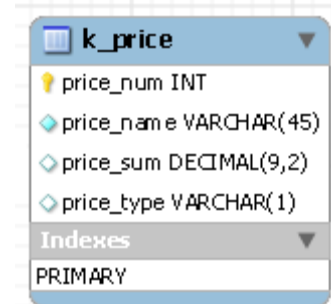 k_price
price_num INT
price_name VARCHAR(45)
price_sum DECIMAL(9,2)
price_type VARCHAR(1)
Indexes
PRIMARY